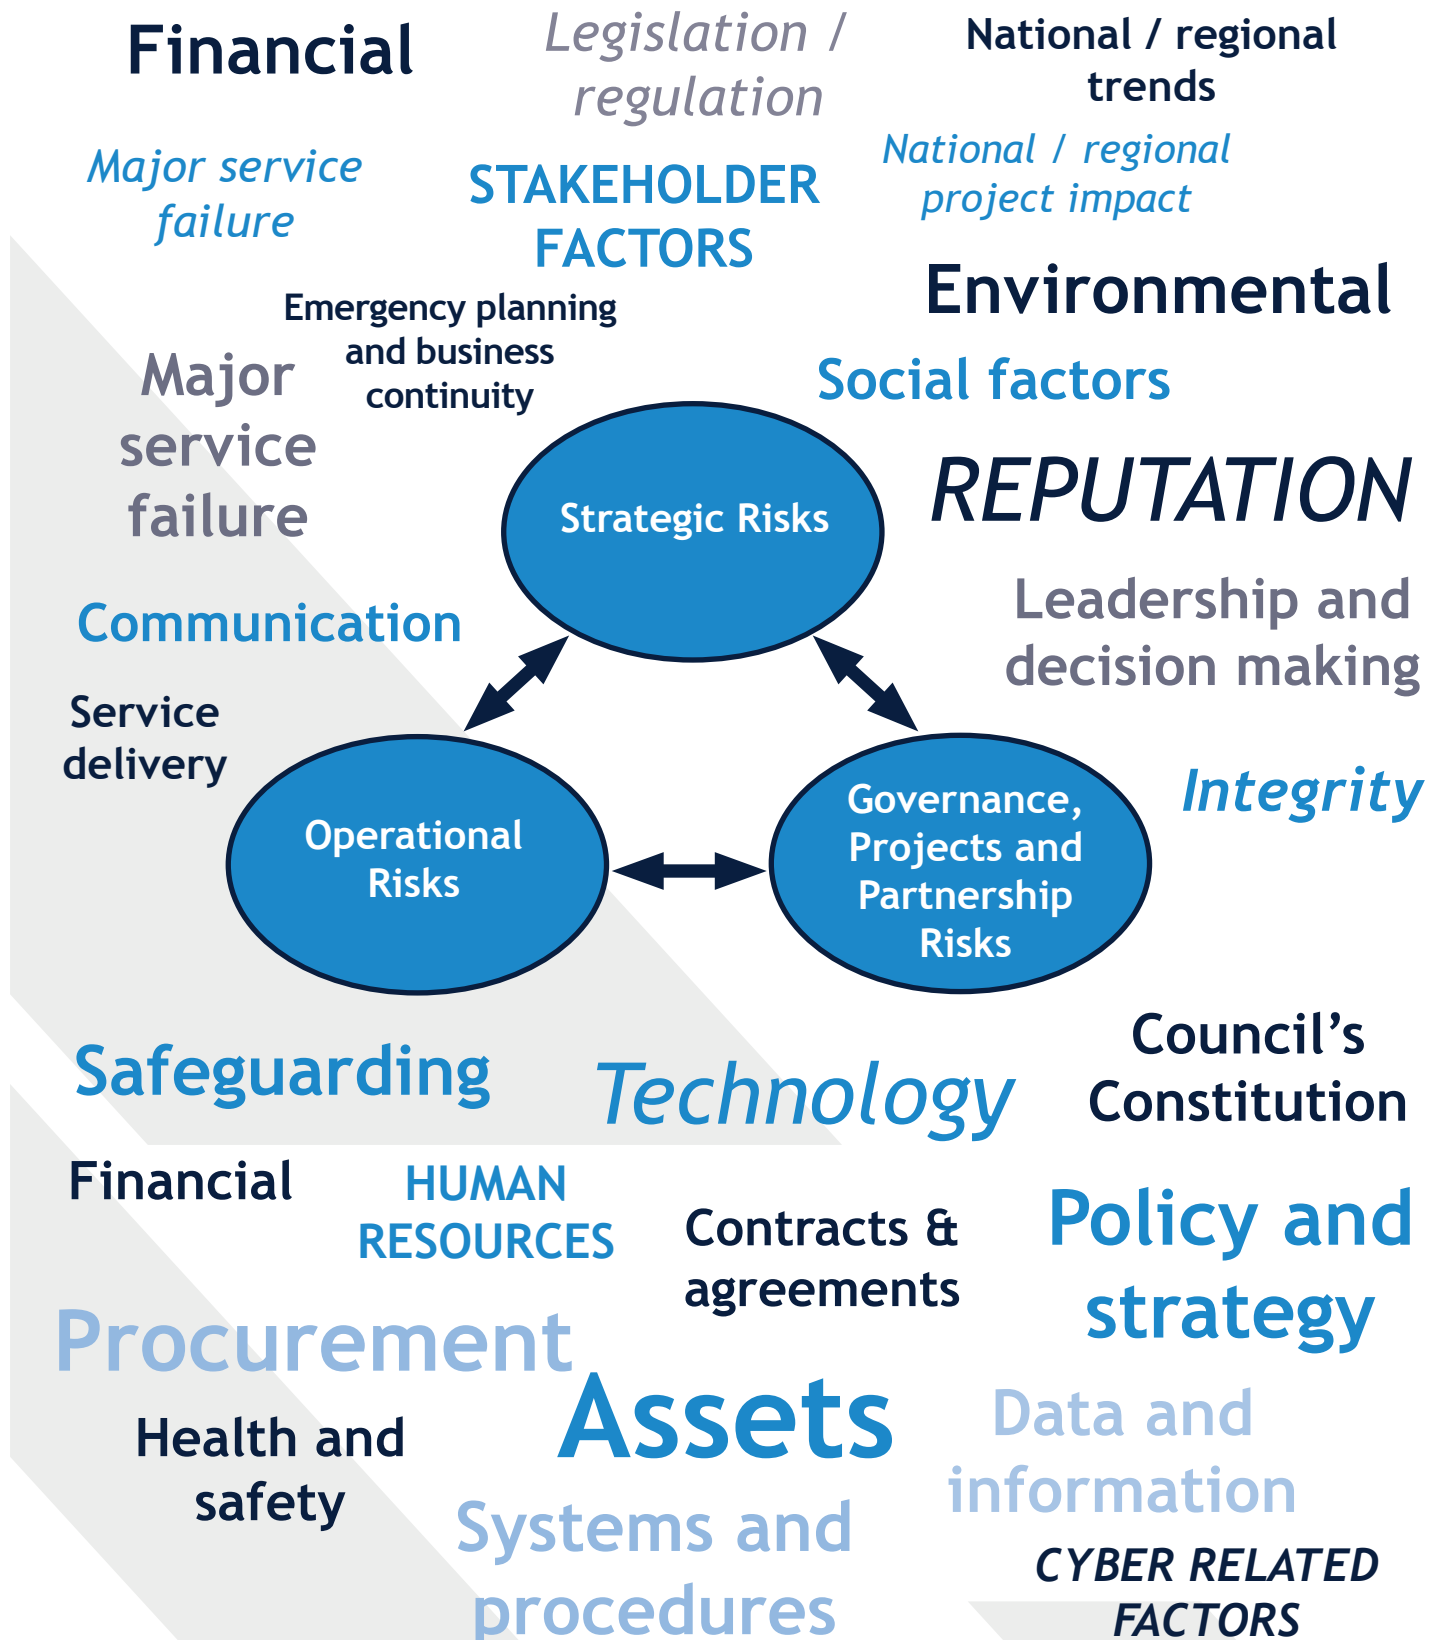 Financial
Legislation /
regulation
National / regional
trends
Major service
failure
STAKEHOLDER
FACTORS
National / regional
project impact
Environmental
Emergency planning
and business
continuity
Social factors
Major
service
failure
REPUTATION
Strategic Risks
Communication
Leadership and
decision making
Service
delivery
Integrity
Operational
Risks
Governance,
Projects and
Partnership
Risks
Safeguarding
Technology
Council’s
Constitution
Financial
HUMAN
RESOURCES
Contracts &
agreements
Policy and
strategy
Procurement
Assets
Data and
information
Health and
safety
Systems and
procedures
CYBER RELATED
FACTORS